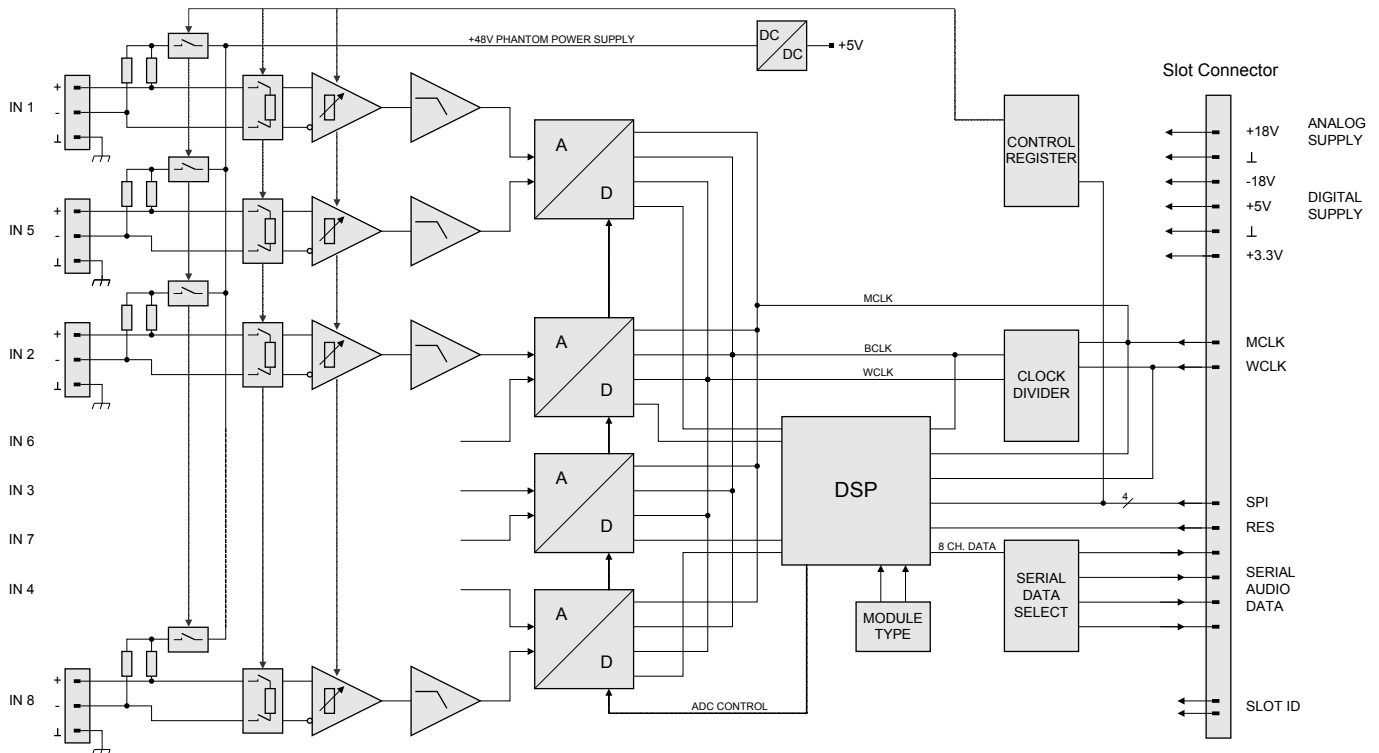 DC
DC
+5V
+48V PHANTOM POWER SUPPLY
Slot Connector
IN 1
+
-
⊥
A
D
CONTROL
REGISTER
+18V
ANALOG
SUPPLY
⊥
-18V
IN 5
+
-
⊥
+5V
DIGITAL
SUPPLY
⊥
+3.3V
MCLK
IN 2
+
-
⊥
A
D
BCLK
WCLK
CLOCK
DIVIDER
MCLK
WCLK
IN 6
IN 3
A
D
DSP
4
SPI
RES
IN 7
8 CH. DATA
IN 4
A
D
MODULE
TYPE
SERIAL
DATA
SELECT
SERIAL
AUDIO
DATA
IN 8
+
-
⊥
ADC CONTROL
SLOT ID